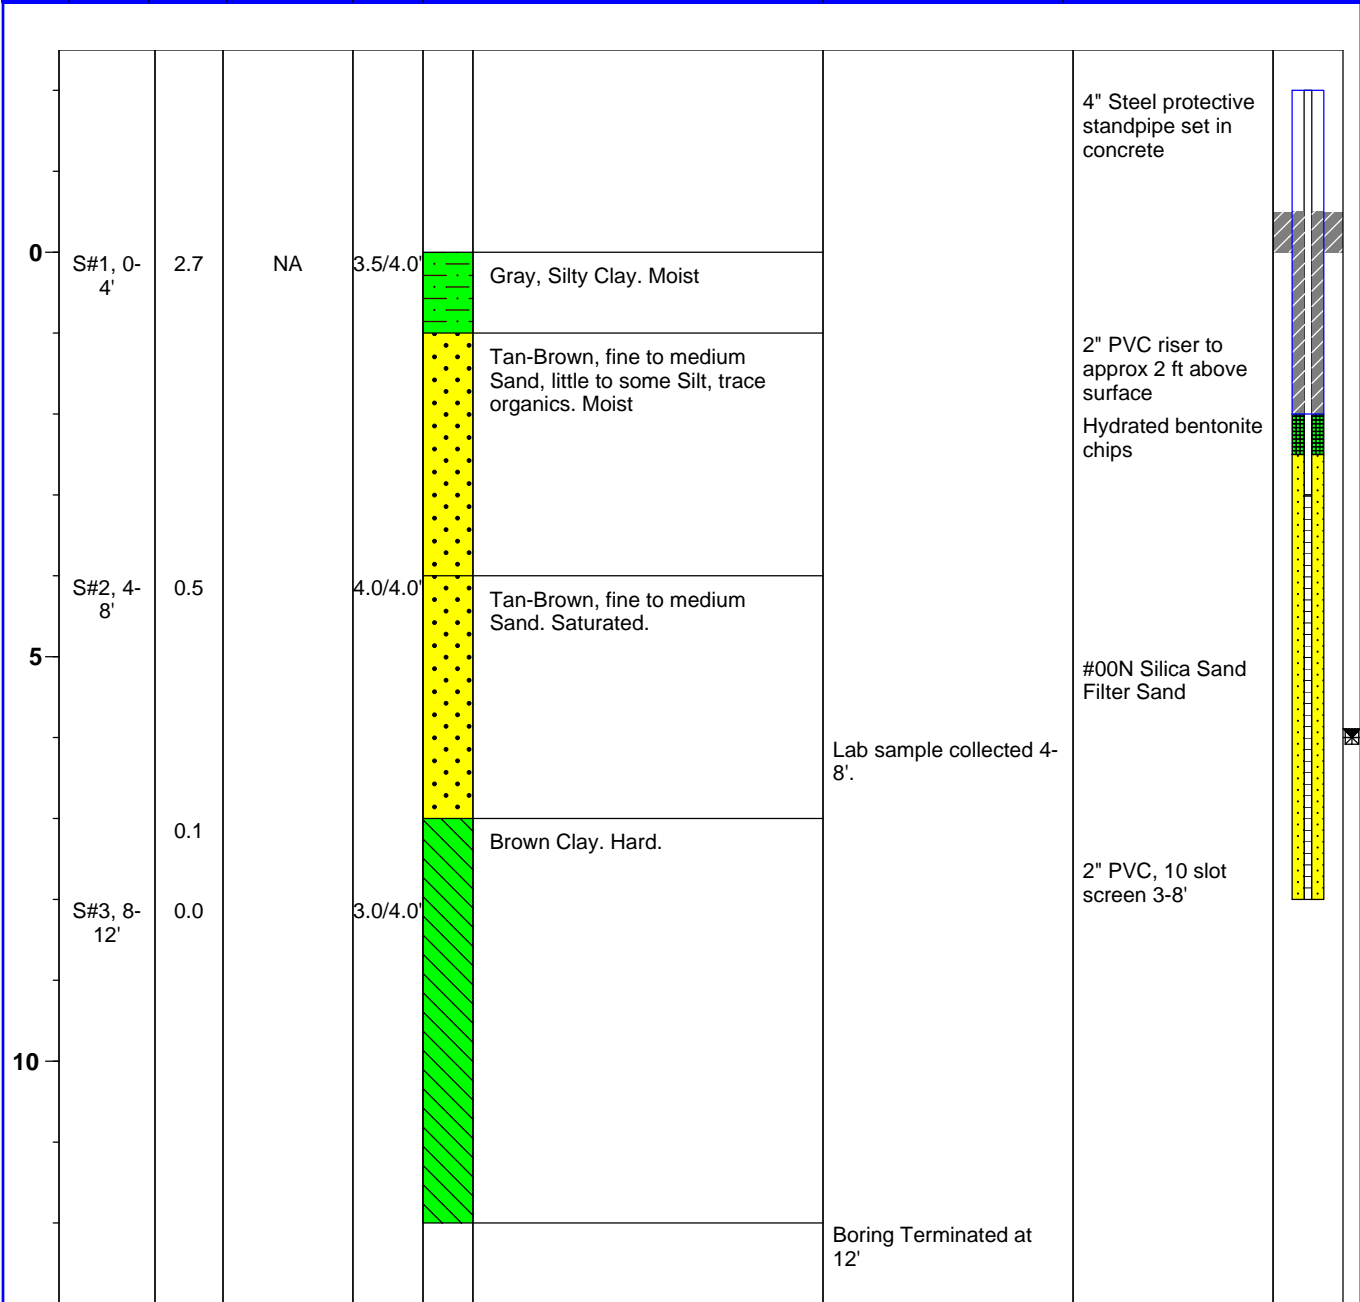 4" Steel protective
standpipe set in
concrete
0
S#1, 0-
4'
2.7
NA
3.5/4.0'
Gray, Silty Clay. Moist
Tan-Brown, fine to medium
Sand, little to some Silt, trace
organics. Moist
2" PVC riser to
approx 2 ft above
surface
Hydrated bentonite
chips
S#2, 4-
8'
0.5
4.0/4.0'
Tan-Brown, fine to medium
Sand. Saturated.
5
#00N Silica Sand
Filter Sand
Lab sample collected 4-
8'.
0.1
Brown Clay. Hard.
2" PVC, 10 slot
screen 3-8'
S#3, 8-
12'
0.0
3.0/4.0'
10
Boring Terminated at
12'